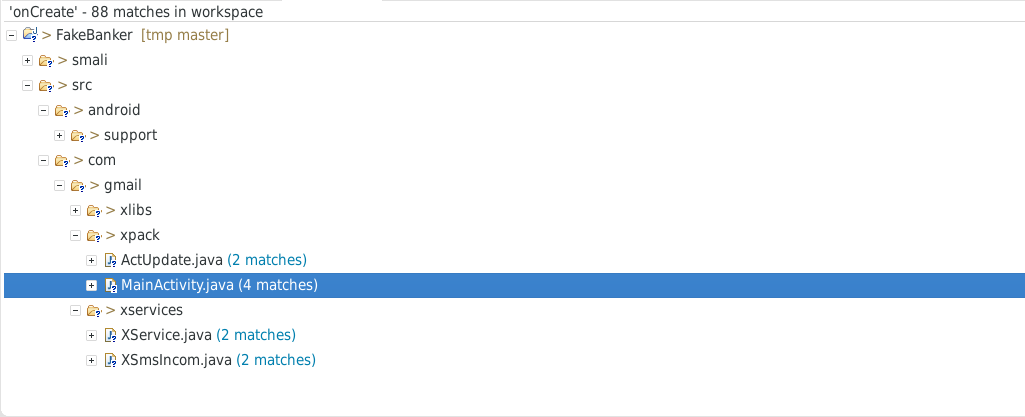 'onCreate' - 88 matches in workspace
> FakeBanker [tmp master]
> smali
> src
> android
> support
> com
> gmail
> xlibs
> xpack
ActUpdate.java (2 matches)
MainActivity.java (4 matches)
> xservices
XService.java (2 matches)
XSmsIncom.java (2 matches)